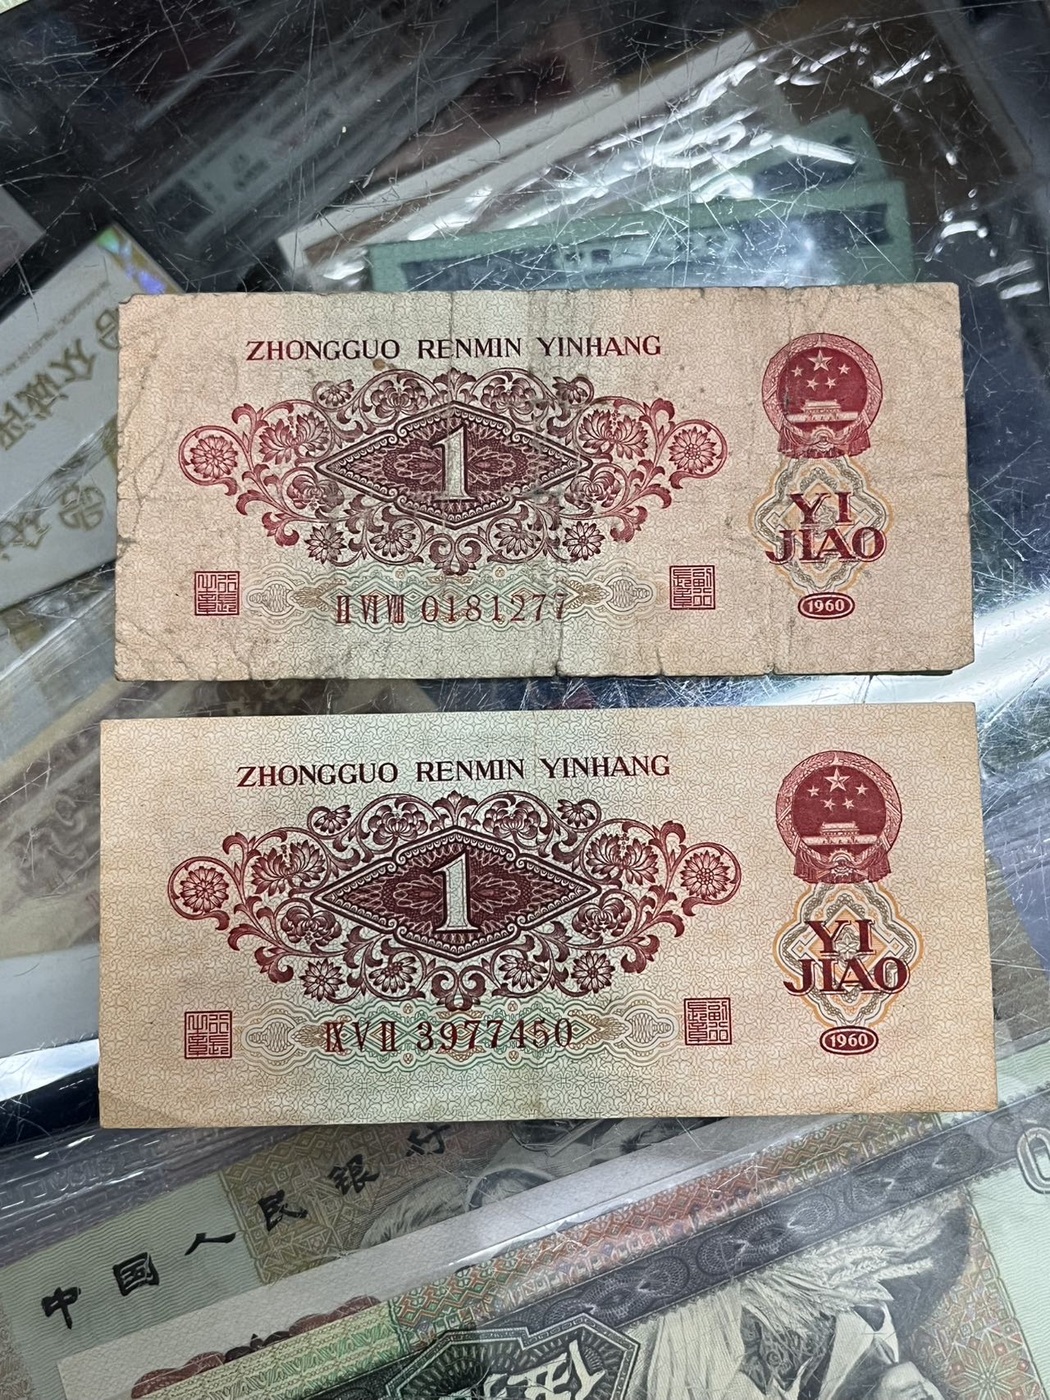 ZHONGGUO RENMIN YINHANG
1
YI
JIAO
ⅡⅥⅧ 0181277
1960
ZHONGGUO RENMIN YINHANG
1
YI
JIAO
ⅨⅤⅡ 3977450
1960
中国人民银行